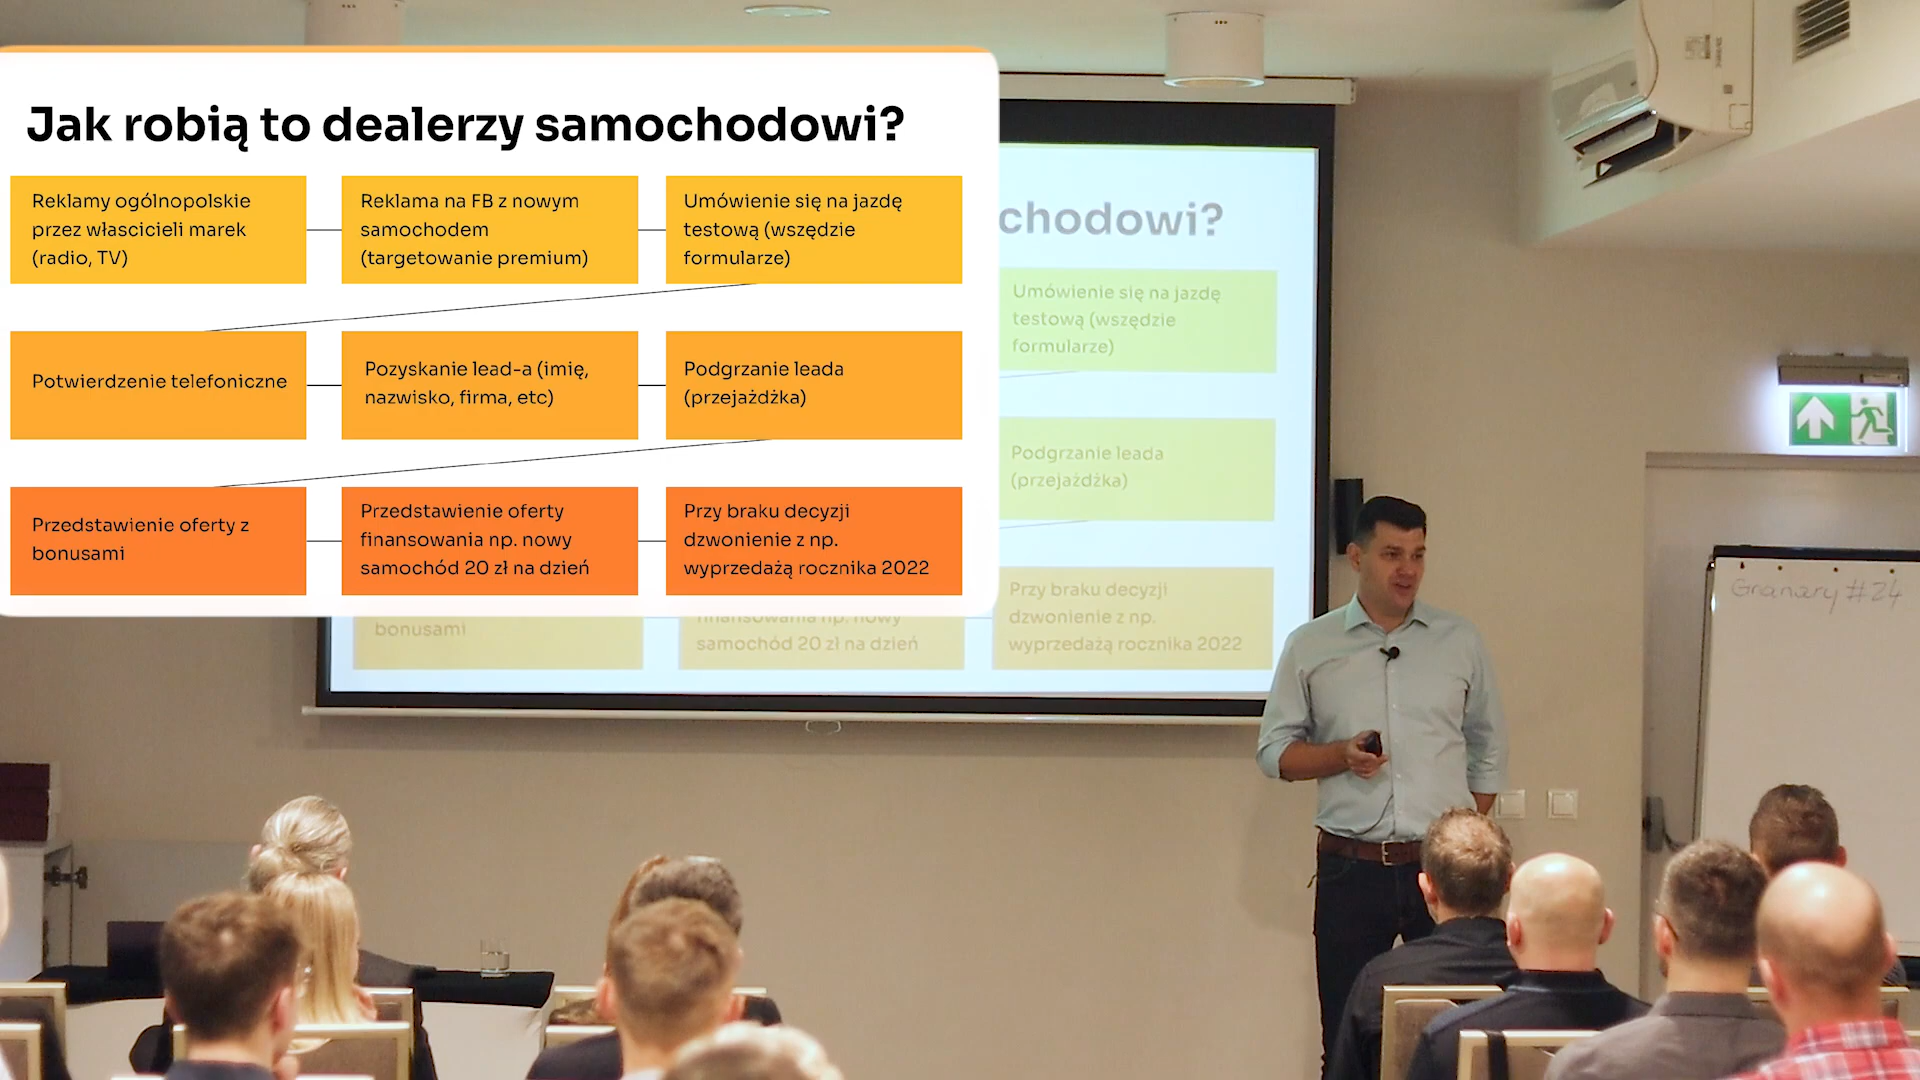 Jak robią to dealerzy samochodowi?
Reklamy ogólnopolskie
przez włascicieli marek
(radio, TV)
Reklama na FB z nowym
samochodem
(targetowanie premium)
Umówienie się na jazdę
testową (wszędzie
formularze)
Potwierdzenie telefoniczne
Pozyskanie lead-a (imię,
nazwisko, firma, etc)
Podgrzanie leada
(przejażdżka)
Przedstawienie oferty z
bonusami
Przedstawienie oferty
finansowania np. nowy
samochód 20 zł na dzień
Przy braku decyzji
dzwonienie z np.
wyprzedażą rocznika 2022
chodowi?
Umówienie się na jazdę
testową (wszędzie
formularze)
Podgrzanie leada
(przejażdżka)
bonusami
finansowania np. nowy
samochód 20 zł na dzień
Przy braku decyzji
dzwonienie z np.
wyprzedażą rocznika 2022
Granary #24